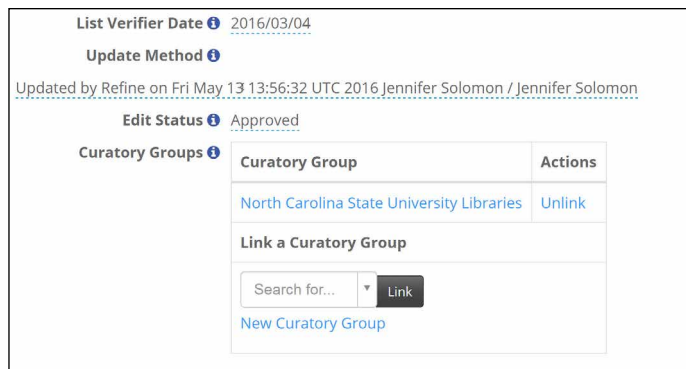 List Verifier Date 2016/03/04
Update Method
Updated by Refine on Fri May 13 13:56:32 UTC 2016 Jennifer Solomon / Jennifer Solomon
Edit Status Approved
Curatory Groups
Curatory Group Actions
North Carolina State University Libraries Unlink
Link a Curatory Group
Search for... Link
New Curatory Group